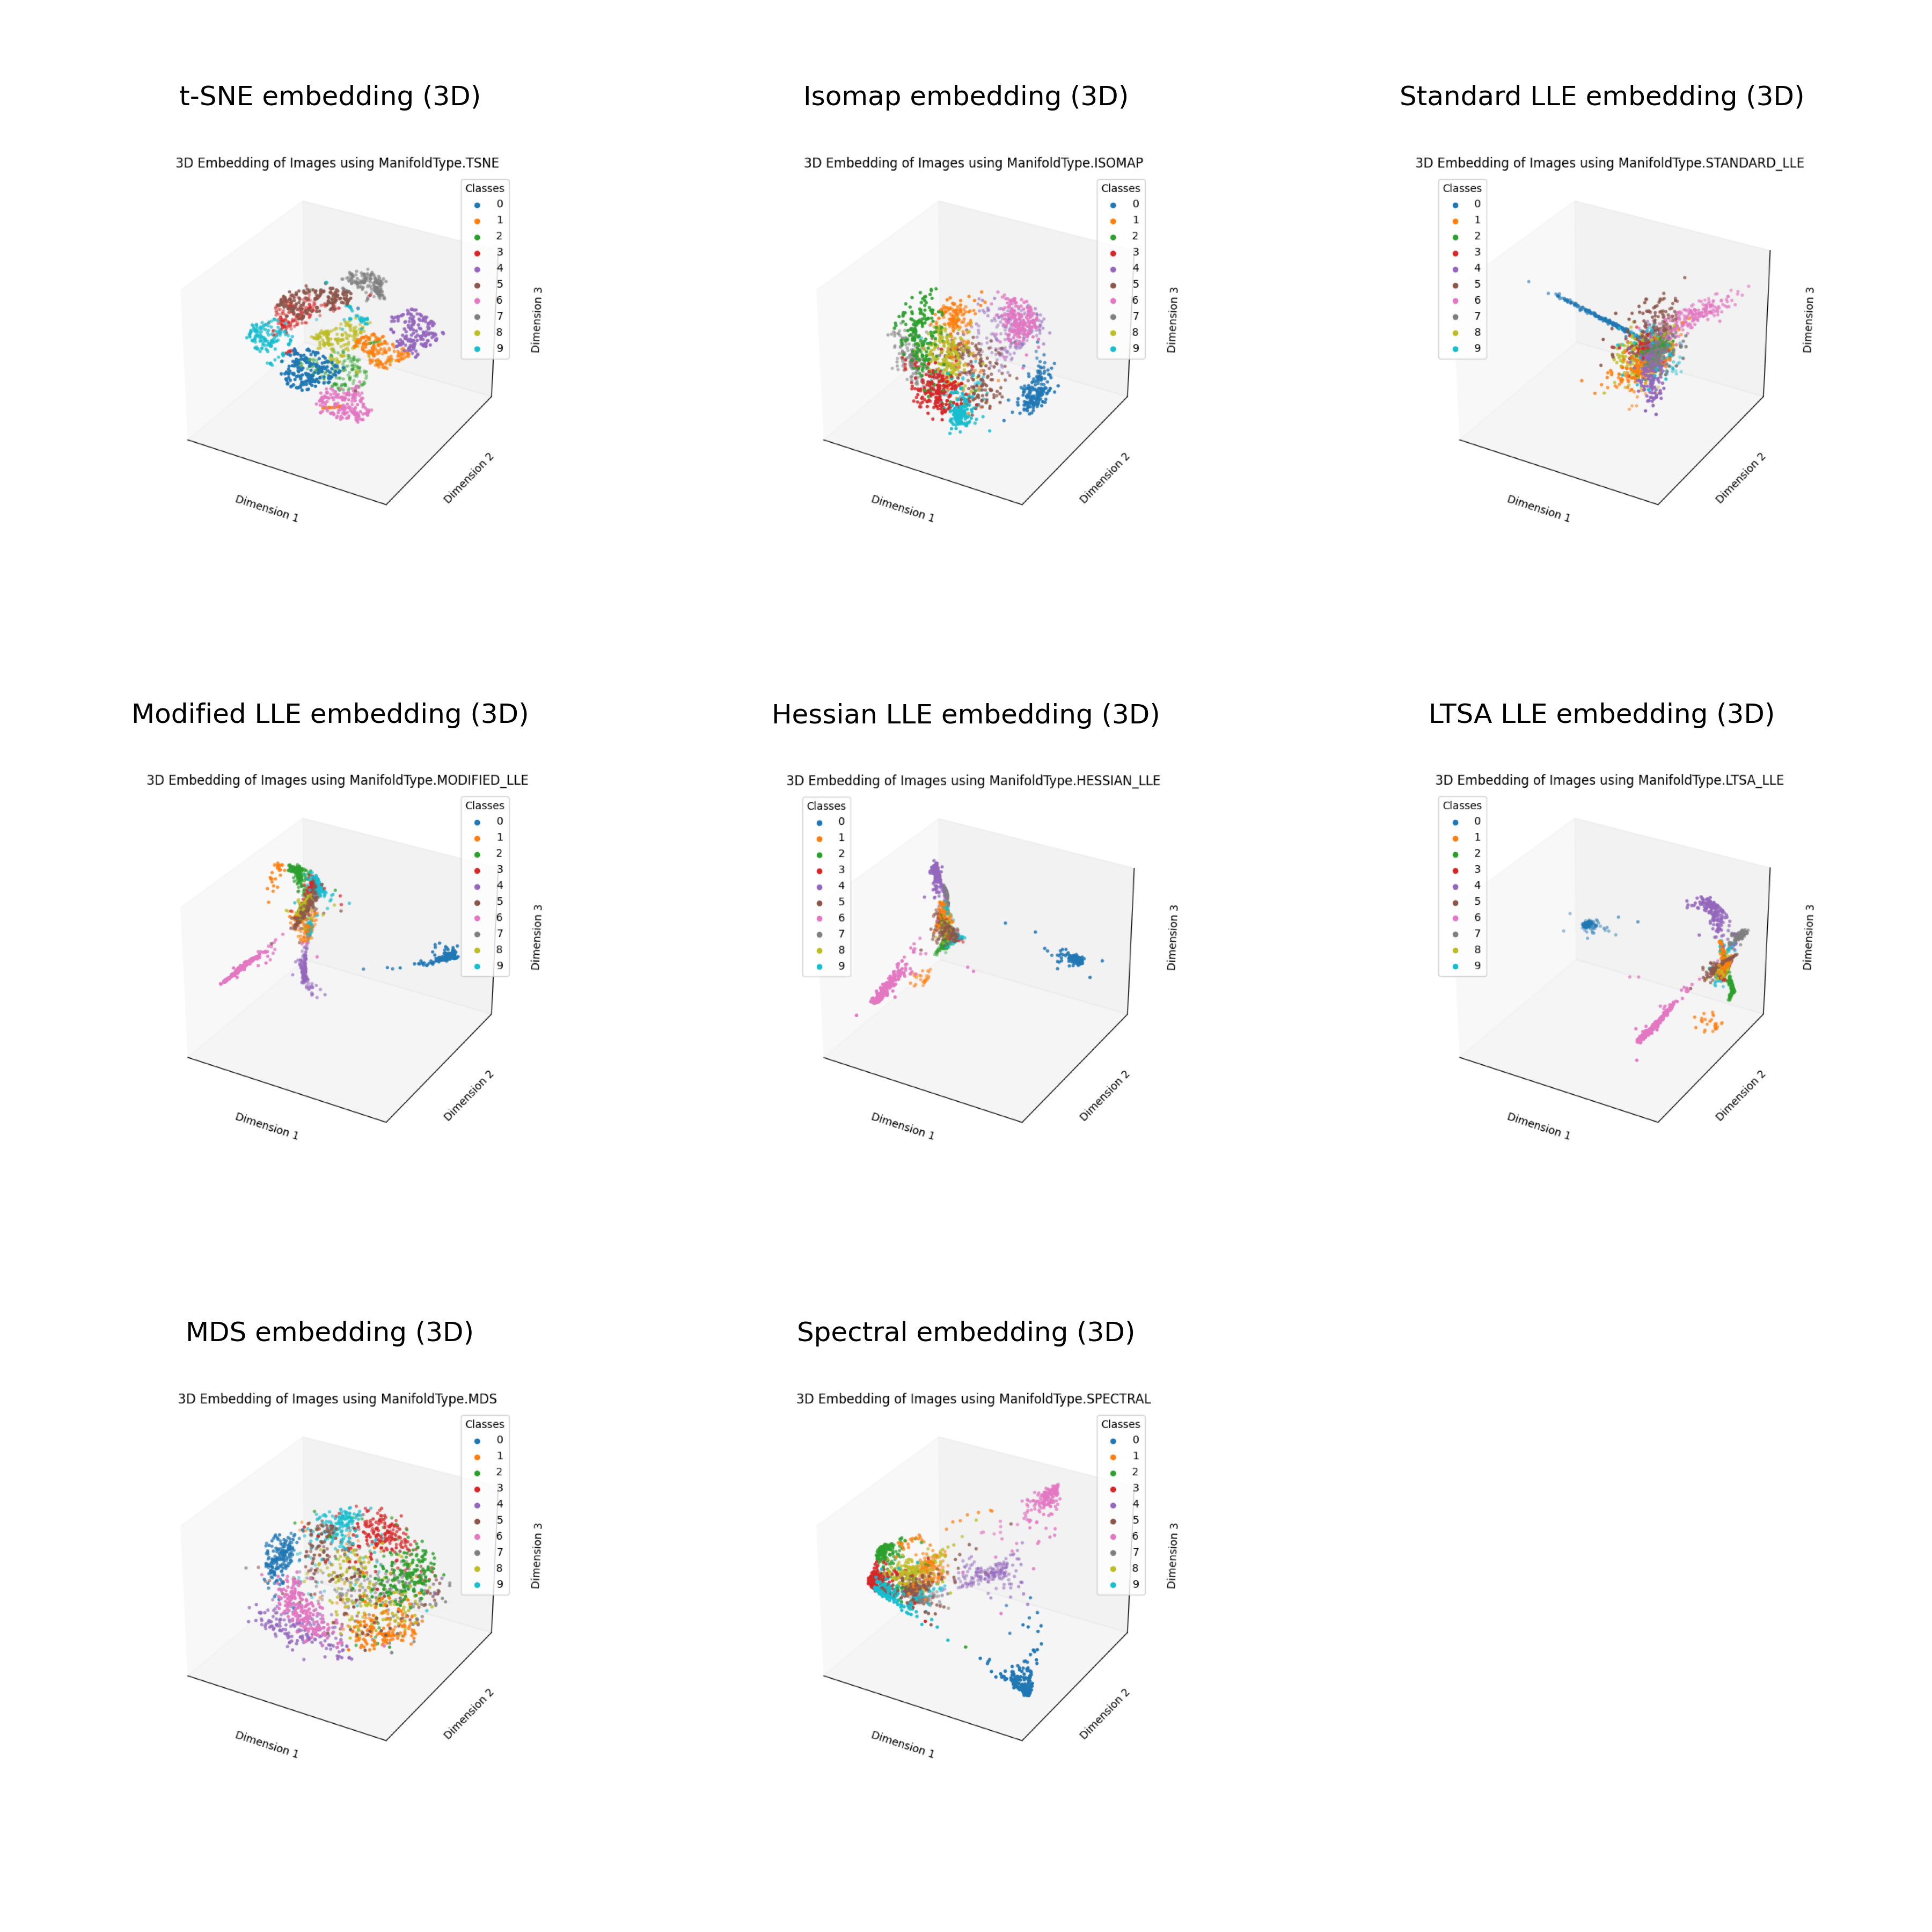 t-SNE embedding (3D)
3D Embedding of Images using ManifoldType.TSNE
Classes
0
1
2
3
4
5
6
7
8
9
Dimension 3
Dimension 2
Dimension 1
Isomap embedding (3D)
3D Embedding of Images using ManifoldType.ISOMAP
Classes
0
1
2
3
4
5
6
7
8
9
Dimension 3
Dimension 2
Dimension 1
Standard LLE embedding (3D)
3D Embedding of Images using ManifoldType.STANDARD_LLE
Classes
0
1
2
3
4
5
6
7
8
9
Dimension 3
Dimension 2
Dimension 1
Modified LLE embedding (3D)
3D Embedding of Images using ManifoldType.MODIFIED_LLE
Classes
0
1
2
3
4
5
6
7
8
9
Dimension 3
Dimension 2
Dimension 1
Hessian LLE embedding (3D)
3D Embedding of Images using ManifoldType.HESSIAN_LLE
Classes
0
1
2
3
4
5
6
7
8
9
Dimension 3
Dimension 2
Dimension 1
LTSA LLE embedding (3D)
3D Embedding of Images using ManifoldType.LTSA_LLE
Classes
0
1
2
3
4
5
6
7
8
9
Dimension 3
Dimension 2
Dimension 1
MDS embedding (3D)
3D Embedding of Images using ManifoldType.MDS
Classes
0
1
2
3
4
5
6
7
8
9
Dimension 3
Dimension 2
Dimension 1
Spectral embedding (3D)
3D Embedding of Images using ManifoldType.SPECTRAL
Classes
0
1
2
3
4
5
6
7
8
9
Dimension 3
Dimension 2
Dimension 1